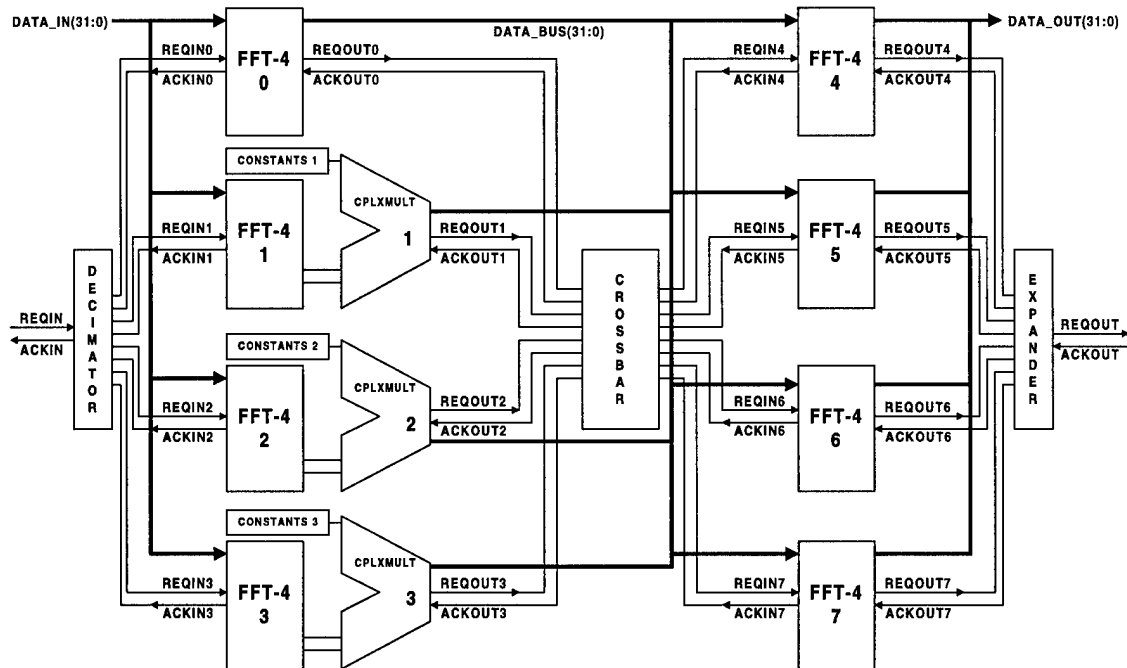 DATA_IN(31:0)
FFT-4
0
REQIN0
ACKIN0
REQOUT0
ACKOUT0
DATA_BUS(31:0)
REQIN4
ACKIN4
FFT-4
4
REQOUT4
ACKOUT4
DATA_OUT(31:0)
CONSTANTS 1
CPLXMULT
1
REQIN1
ACKIN1
FFT-4
1
REQOUT1
ACKOUT1
REQIN5
ACKIN5
FFT-4
5
REQOUT5
ACKOUT5
REQIN
ACKIN
DECIMATOR
CROSSBAR
EXPANDER
REQOUT
ACKOUT
CONSTANTS 2
CPLXMULT
2
REQIN2
ACKIN2
FFT-4
2
REQOUT2
ACKOUT2
REQIN6
ACKIN6
FFT-4
6
REQOUT6
ACKOUT6
CONSTANTS 3
CPLXMULT
3
REQIN3
ACKIN3
FFT-4
3
REQOUT3
ACKOUT3
REQIN7
ACKIN7
FFT-4
7
REQOUT7
ACKOUT7